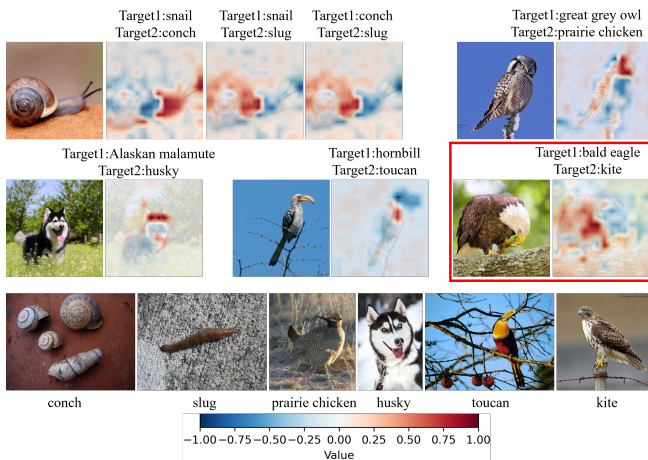 Target1:snail
Target2:conch
Target1:snail
Target2:slug
Target1:conch
Target2:slug
Target1:great grey owl
Target2:prairie chicken
Target1:Alaskan malamute
Target2:husky
Target1:hornbill
Target2:toucan
Target1:bald eagle
Target2:kite
conch
slug
prairie chicken
husky
toucan
kite
−1.00 −0.75 −0.50 −0.25 0.00 0.25 0.50 0.75 1.00
Value